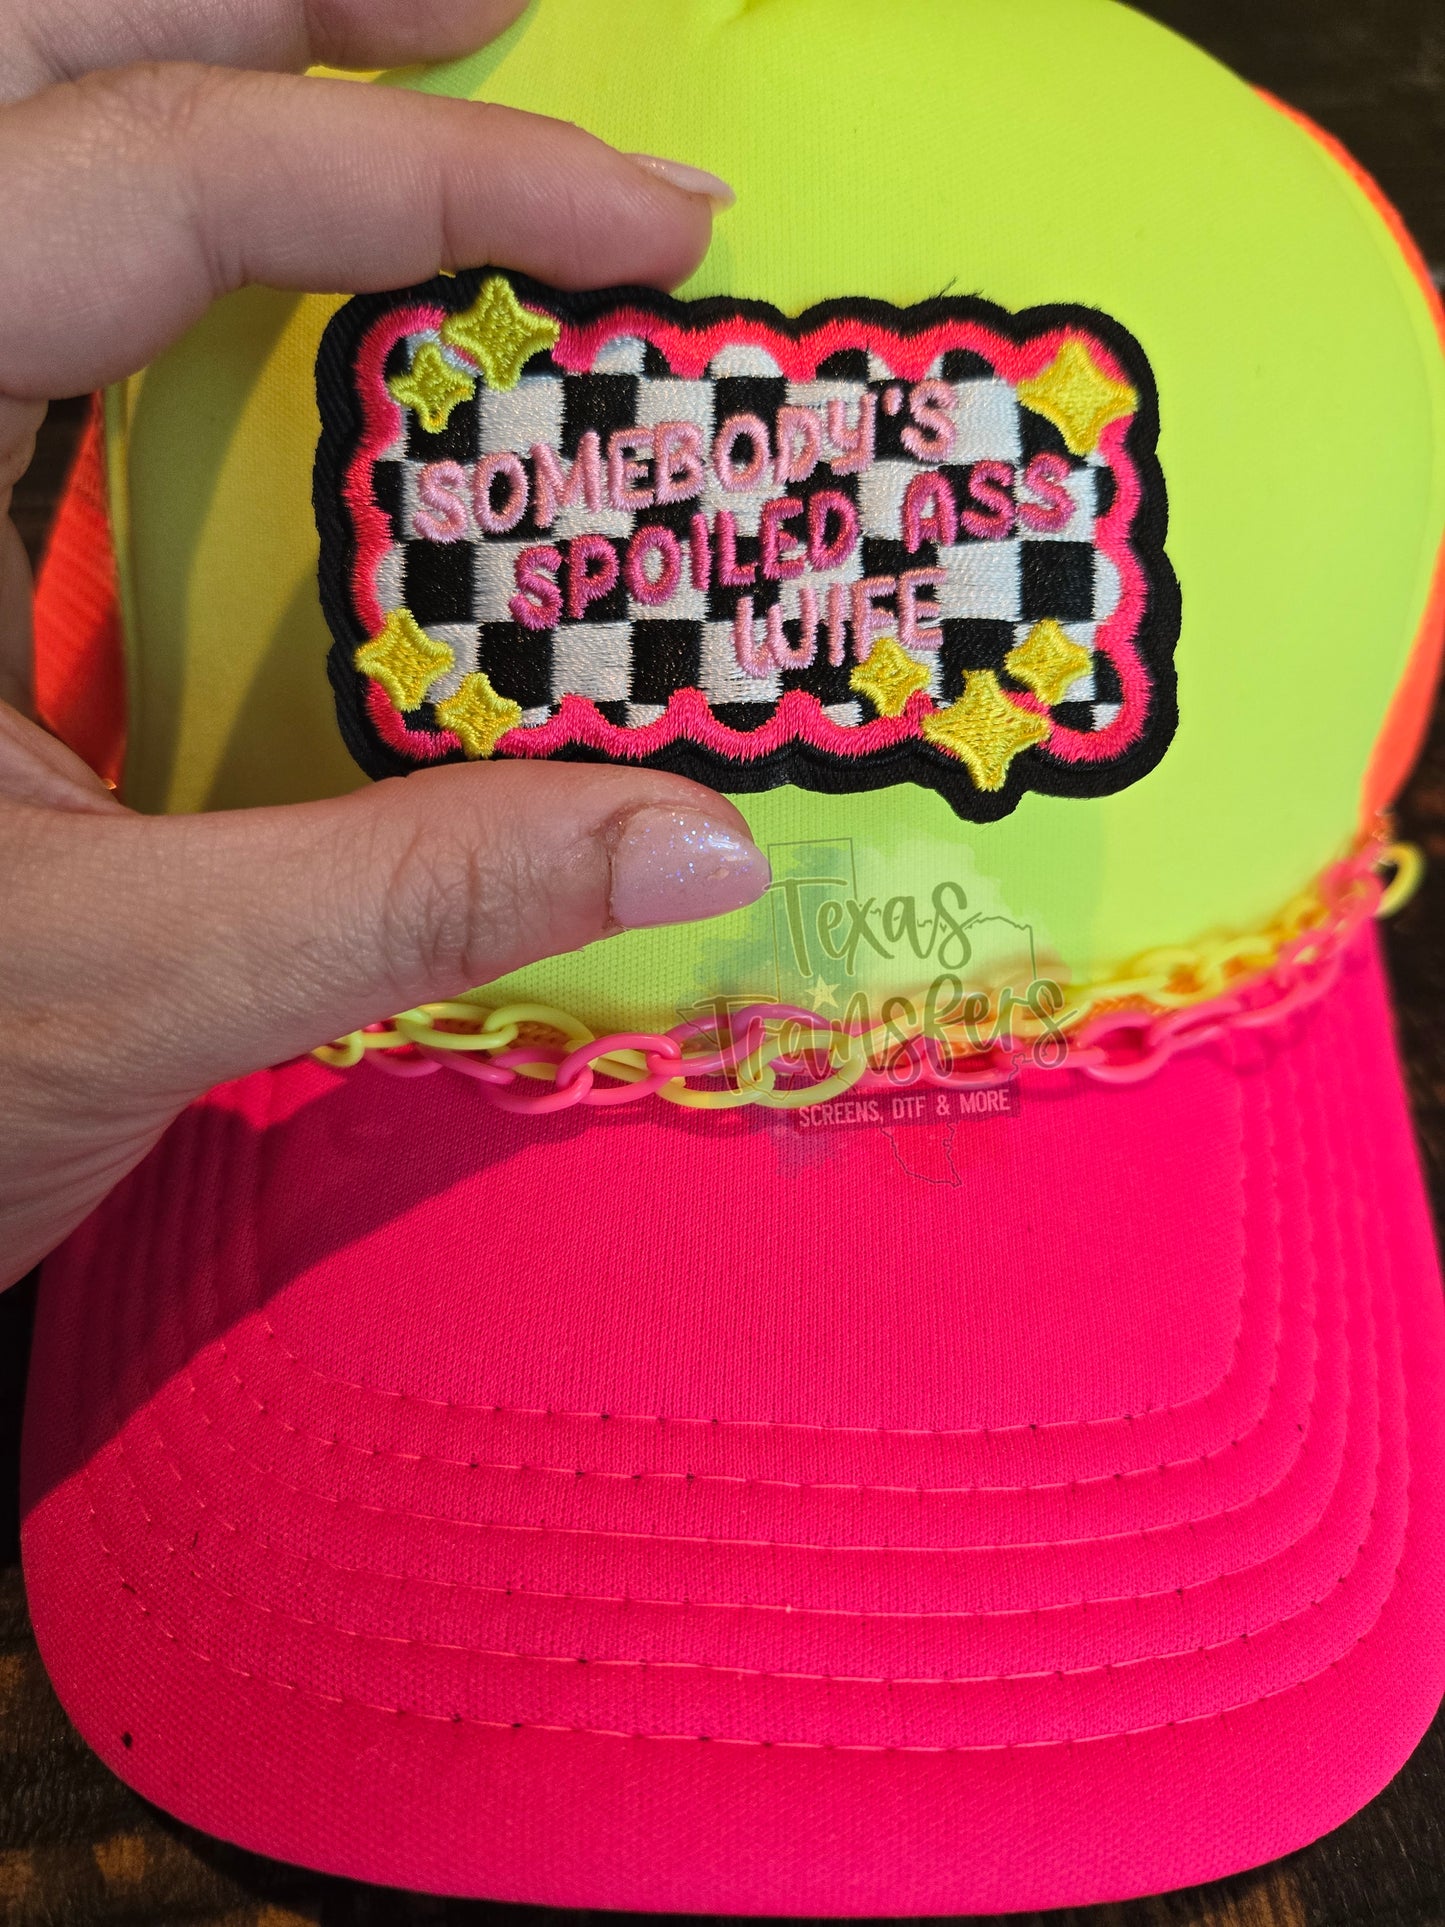 SOMEBODY'S
SPOILED ASS
WIFE
Texas
Transfers
SCREENS, DTF & MORE